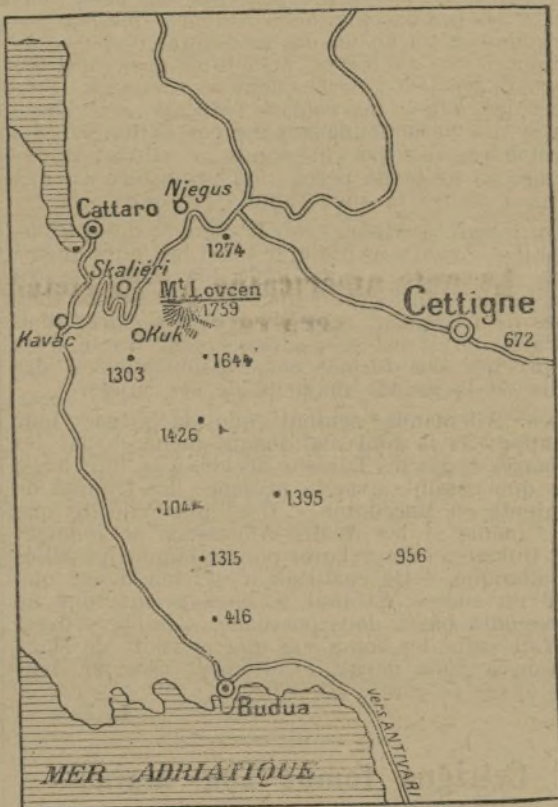 Njegus
Cattaro
1274
Skaliéri
Mt. Lovcen
1759
Cettigne
672
Kavac
Kuk
1303
1644
1426
1395
1315
956
416
Budua
vers ANTIVARI
MER ADRIATIQUE